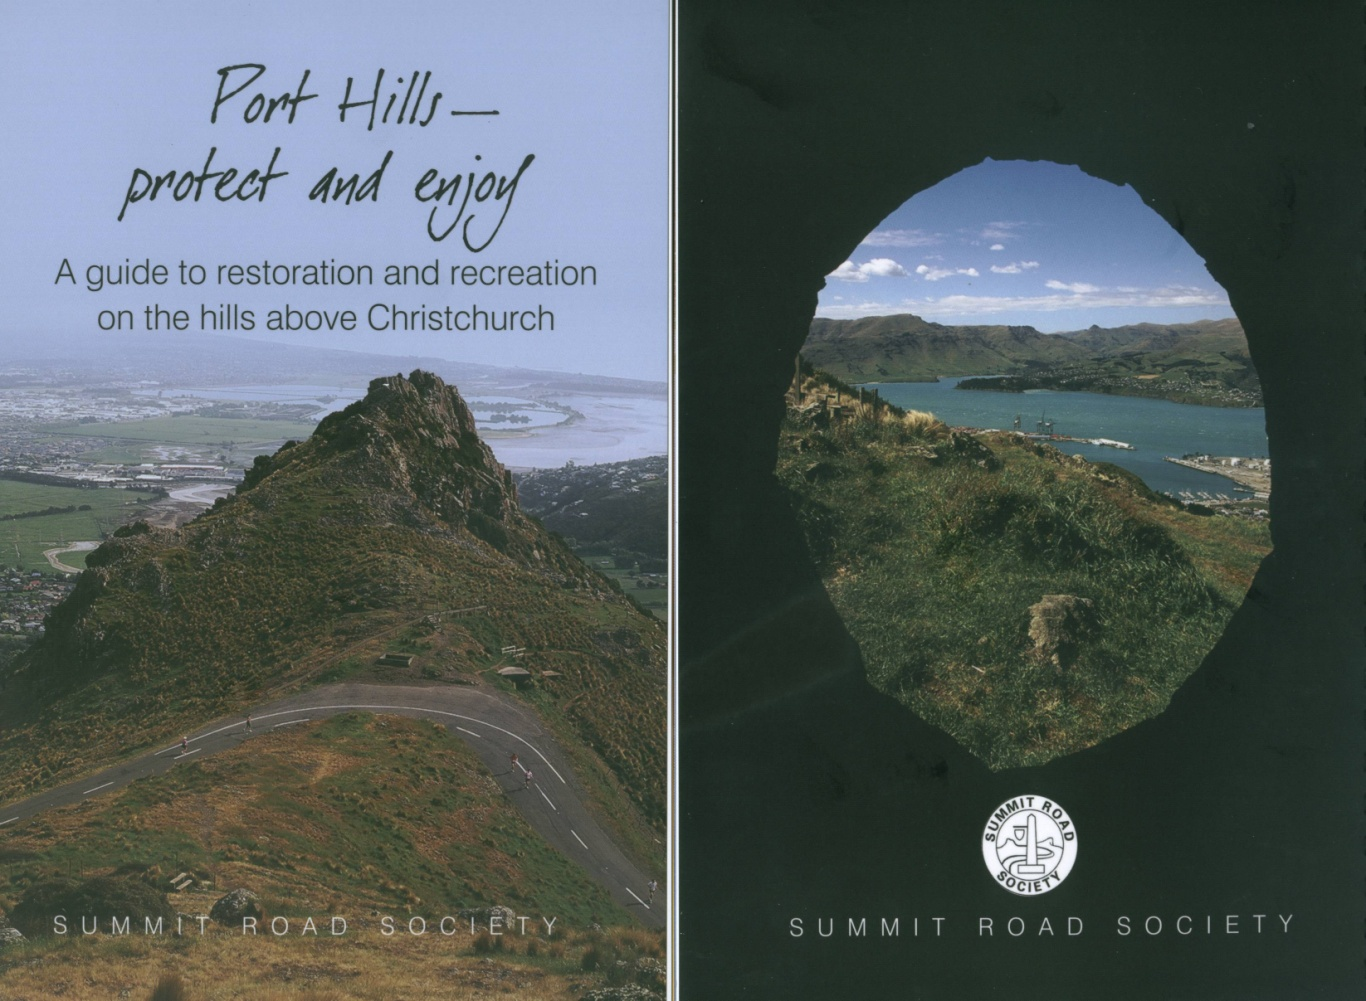 Port Hills —
protect and enjoy
A guide to restoration and recreation
on the hills above Christchurch
SUMMIT ROAD SOCIETY
SUMMIT ROAD
SOCIETY
SUMMIT ROAD SOCIETY